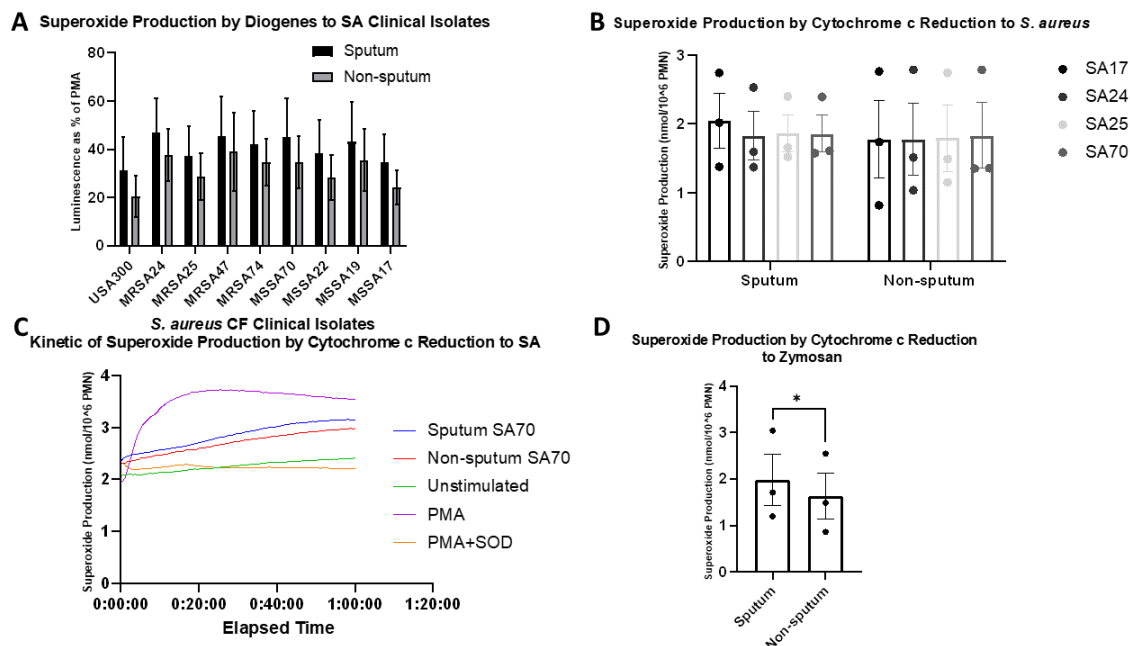 A
Superoxide Production by Diogenes to SA Clinical Isolates
Sputum
Non-sputum
Luminescence as % of PMA
80
60
40
20
0
USA300
MRSA24
MRSA25
MRSA47
MRSA74
MSSA70
MSSA22
MSSA19
MSSA17
S. aureus CF Clinical Isolates
B
Superoxide Production by Cytochrome c Reduction to S. aureus
Superoxide Production (nmol/10^6 PMN)
3
2
1
0
Sputum
Non-sputum
SA17
SA24
SA25
SA70
C
Kinetic of Superoxide Production by Cytochrome c Reduction to SA
Superoxide Production (nmol/10^6 PMN)
4
3
2
1
0
0:00:00
0:20:00
0:40:00
1:00:00
1:20:00
Elapsed Time
Sputum SA70
Non-sputum SA70
Unstimulated
PMA
PMA+SOD
D
Superoxide Production by Cytochrome c Reduction
to Zymosan
Superoxide Production (nmol/10^6 PMN)
4
3
2
1
0
*
Sputum
Non-sputum